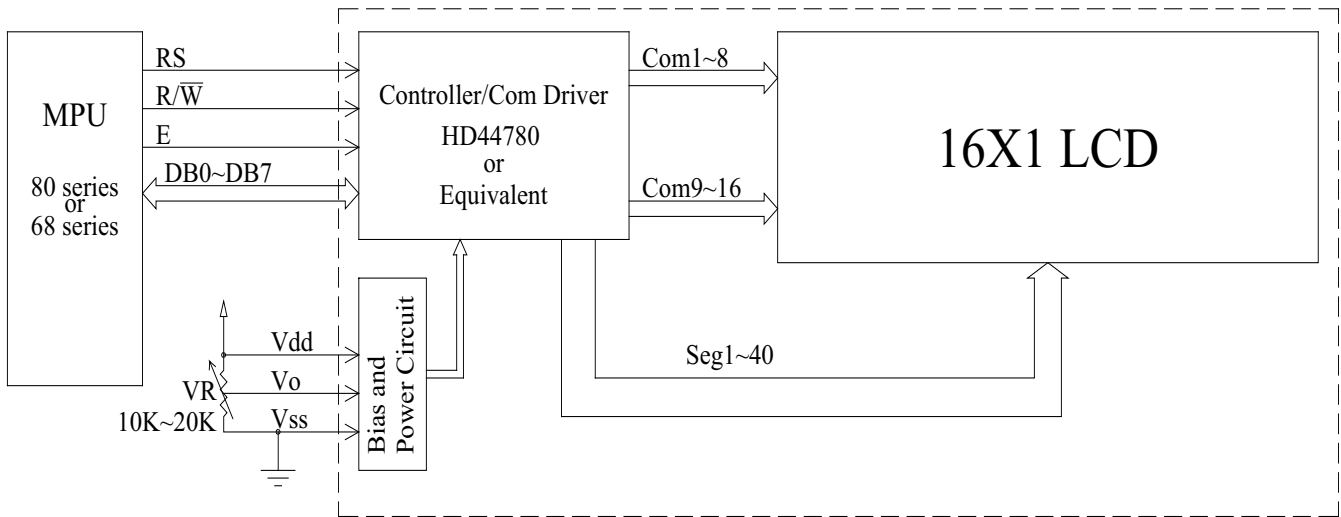 MPU
80 series
or
68 series
RS
R/W̅
E
DB0~DB7
Controller/Com Driver
HD44780
or
Equivalent
Com1~8
Com9~16
16X1 LCD
Vdd
VR
Vo
10K~20K
Vss
Bias and
Power Circuit
Seg1~40